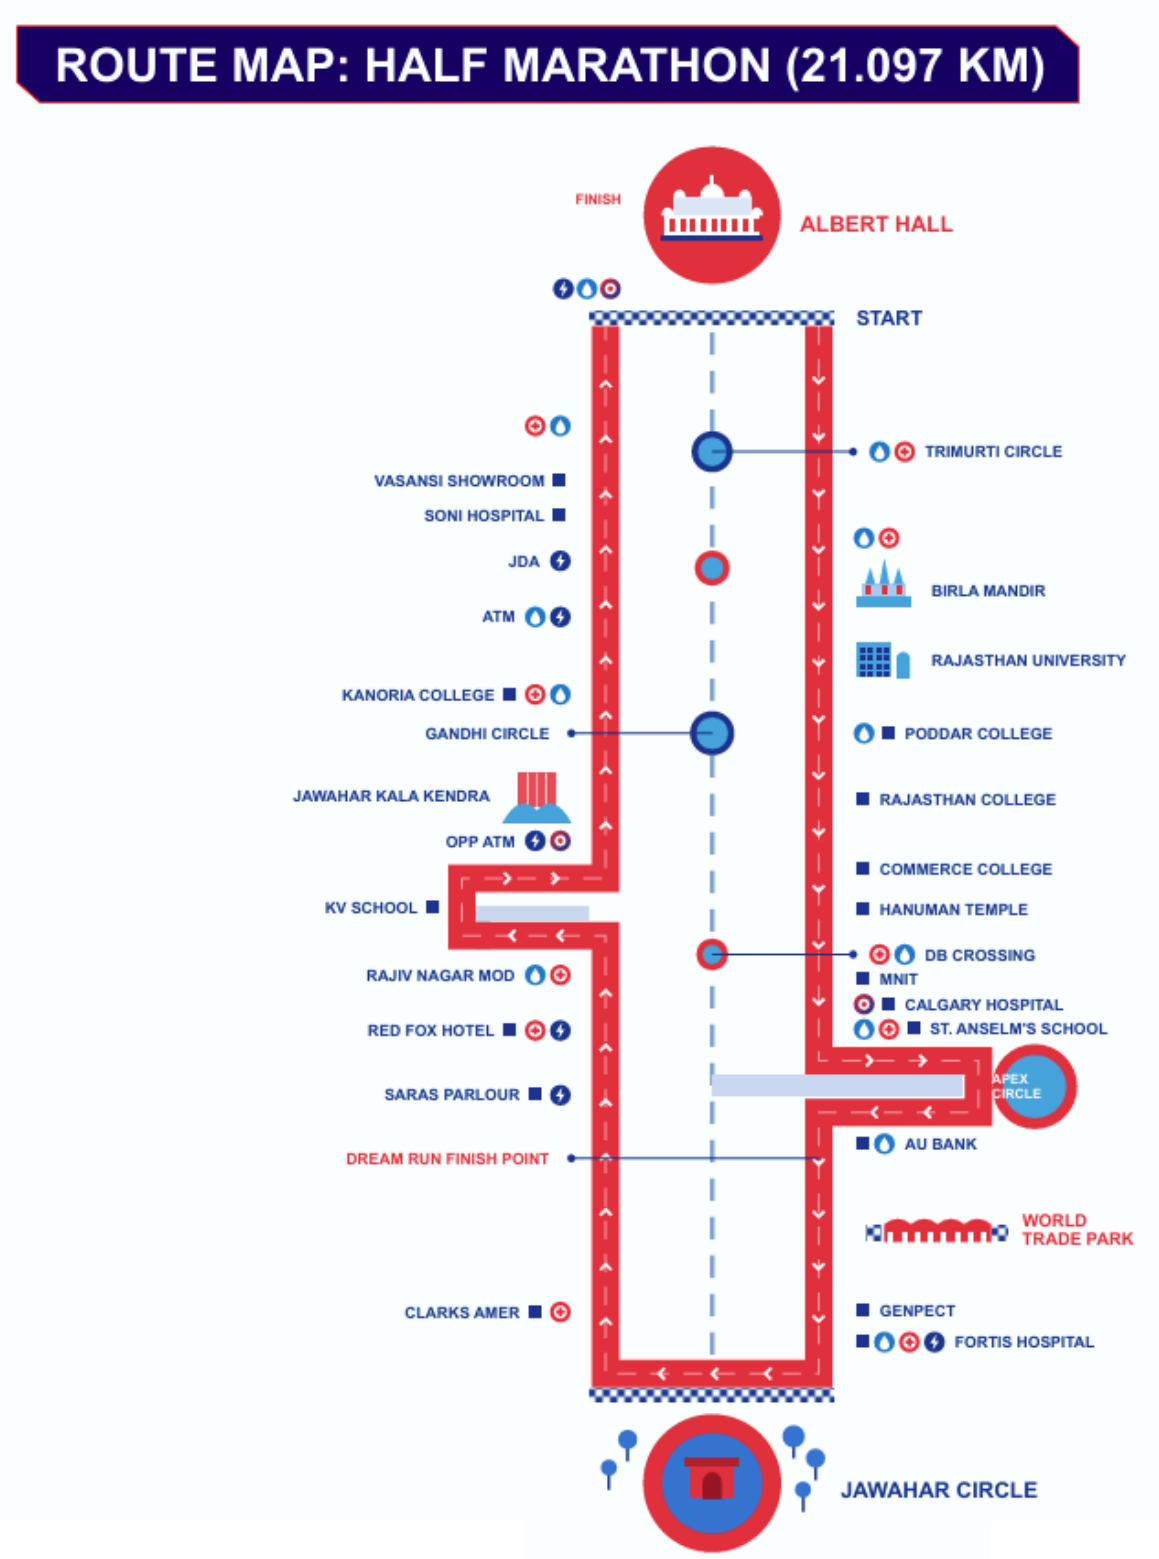 ROUTE MAP: HALF MARATHON (21.097 KM)
FINISH
ALBERT HALL
START
TRIMURTI CIRCLE
VASANSI SHOWROOM
SONI HOSPITAL
JDA
BIRLA MANDIR
ATM
RAJASTHAN UNIVERSITY
KANORIA COLLEGE
GANDHI CIRCLE
PODDAR COLLEGE
JAWAHAR KALA KENDRA
RAJASTHAN COLLEGE
OPP ATM
COMMERCE COLLEGE
KV SCHOOL
HANUMAN TEMPLE
DB CROSSING
RAJIV NAGAR MOD
MNIT
CALGARY HOSPITAL
RED FOX HOTEL
ST. ANSELM'S SCHOOL
APEX
CIRCLE
SARAS PARLOUR
AU BANK
DREAM RUN FINISH POINT
WORLD
TRADE PARK
CLARKS AMER
GENPECT
FORTIS HOSPITAL
JAWAHAR CIRCLE